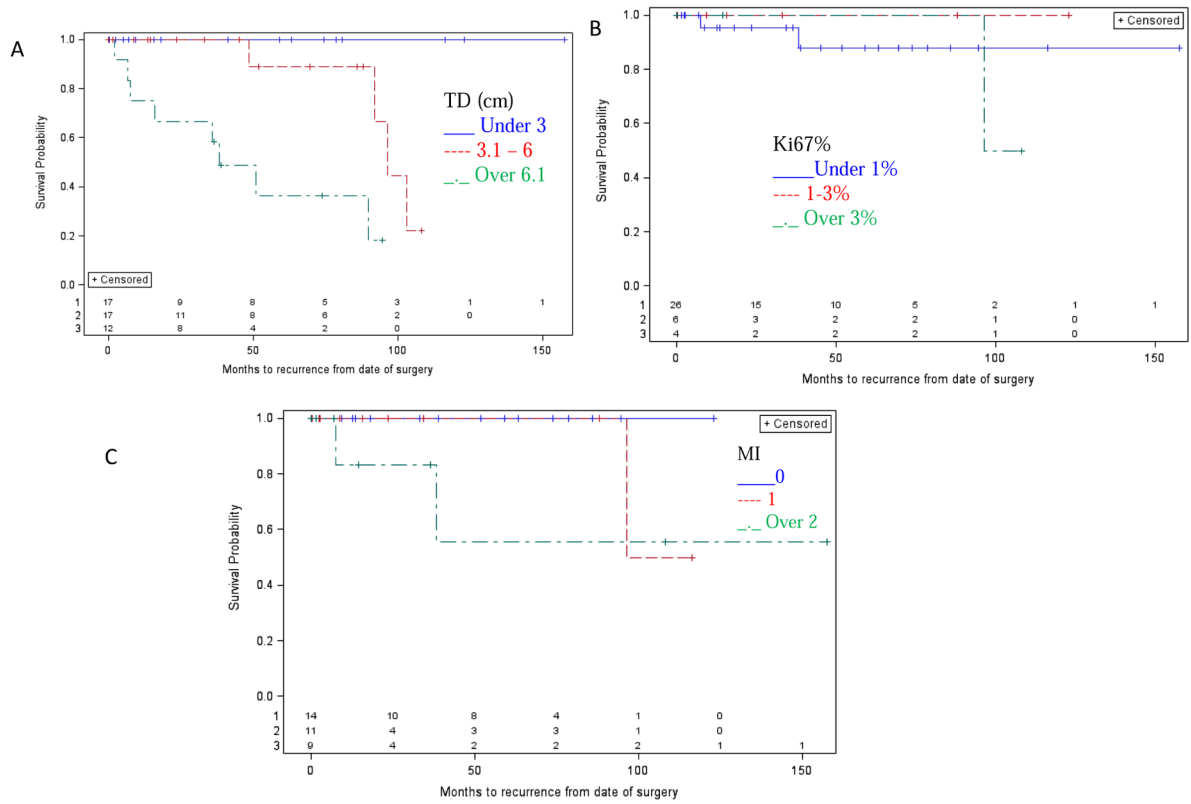 A
Survival Probability
1.0
0.8
0.6
0.4
0.2
0.0
TD (cm)
____ Under 3
---- 3.1 – 6
_._ Over 6.1
+ Censored
1 17 9 8 5 3 1 1
2 17 11 8 6 2 0
3 12 8 4 2 0
0 50 100 150
Months to recurrence from date of surgery
B
Survival Probability
1.0
0.8
0.6
0.4
0.2
0.0
+ Censored
Ki67%
_____Under 1%
---- 1-3%
_._ Over 3%
1 26 15 10 5 2 1 1
2 6 3 2 2 1 0
3 4 2 2 2 1 0
0 50 100 150
Months to recurrence from date of surgery
C
Survival Probability
1.0
0.8
0.6
0.4
0.2
0.0
+ Censored
MI
_____0
---- 1
_._ Over 2
1 14 10 8 4 1 0
2 11 4 3 3 1 0
3 9 4 2 2 2 1 1
0 50 100 150
Months to recurrence from date of surgery